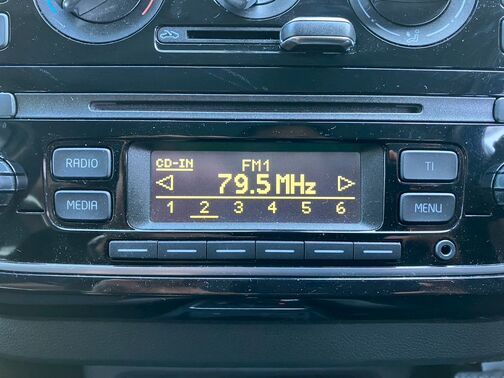 RADIO
MEDIA
CD-IN
FM1
79.5 MHz
1 2 3 4 5 6
TI
MENU